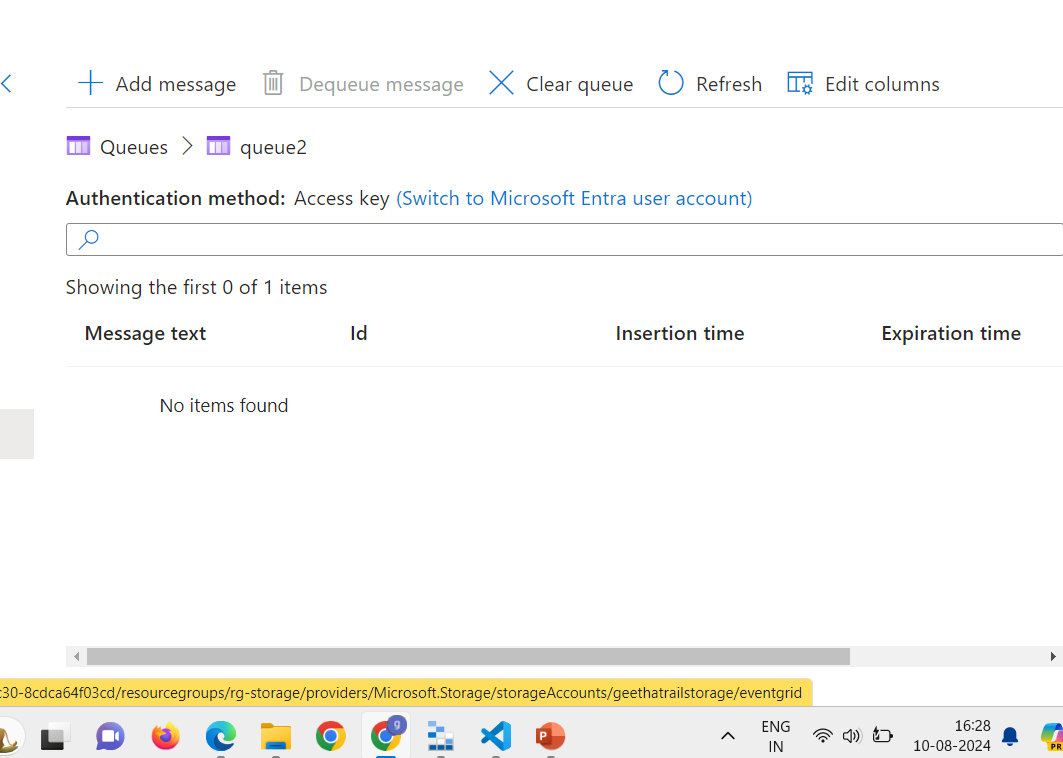 Add message Dequeue message Clear queue Refresh Edit columns
Queues queue2
Authentication method: Access key (Switch to Microsoft Entra user account)
Showing the first 0 of 1 items
Message text Id Insertion time Expiration time
No items found
:30-8cdca64f03cd/resourcegroups/rg-storage/providers/Microsoft.Storage/storageAccounts/geethatrailstorage/eventgrid
g
P
ENG
IN
16:28
10-08-2024
PR